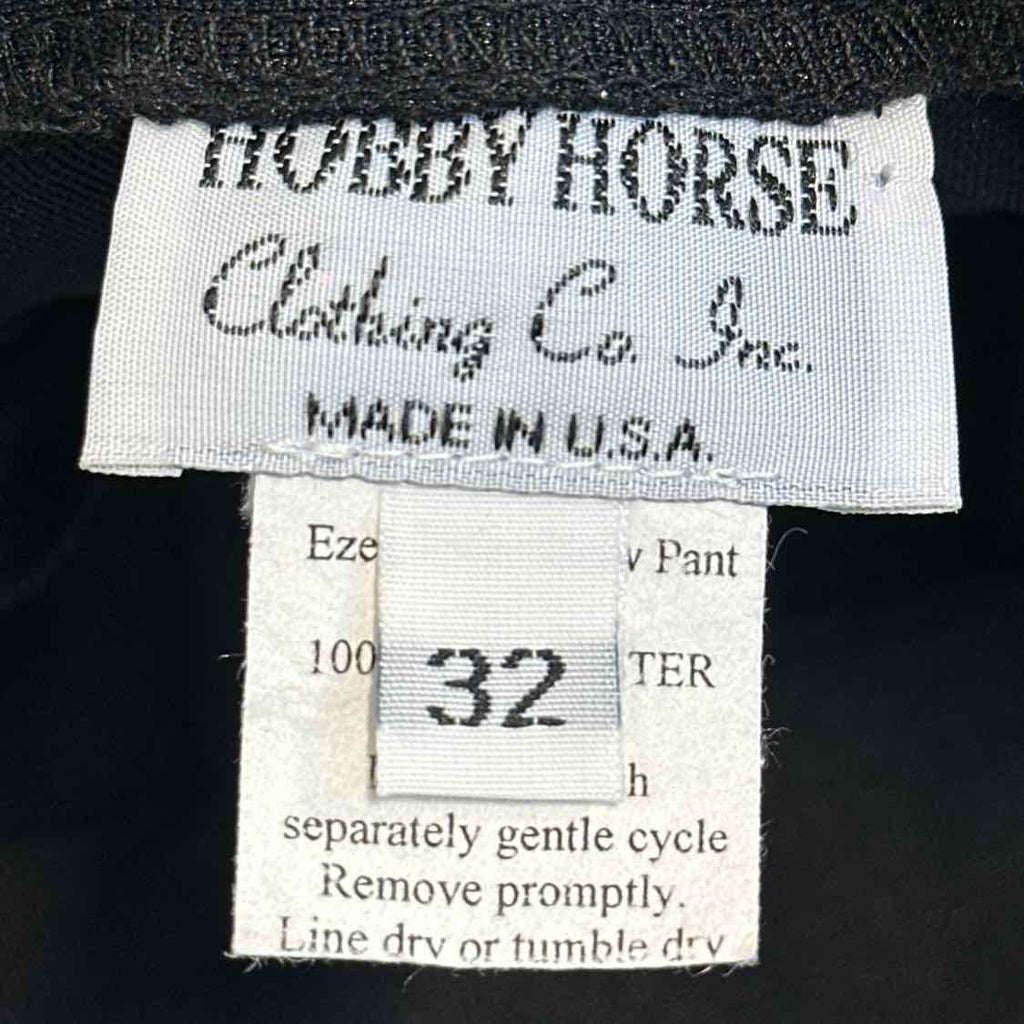 HOBBY HORSE
Clothing Co. Inc.
MADE IN U.S.A.
Eze Pant
32
100 TER
separately gentle cycle
Remove promptly.
Line dry or tumble dry